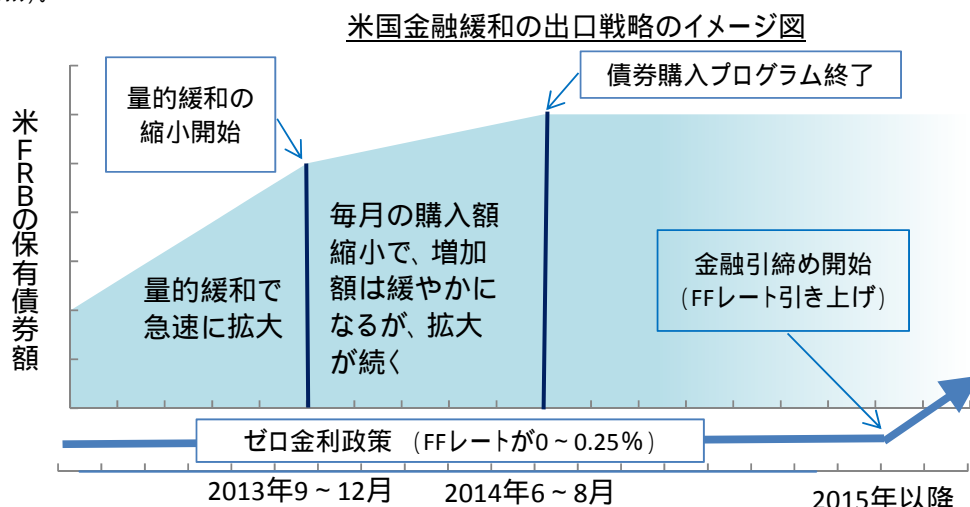 米国金融緩和の出口戦略のイメージ図
債券購入プログラム終了
量的緩和の
縮小開始
米FRBの保有債券額
毎月の購入額
縮小で、増加
額は緩やかに
なるが、拡大
が続く
量的緩和で
急速に拡大
金融引締め開始
(FFレート引き上げ)
ゼロ金利政策 (FFレートが0~0.25%)
2013年9~12月
2014年6~8月
2015年以降